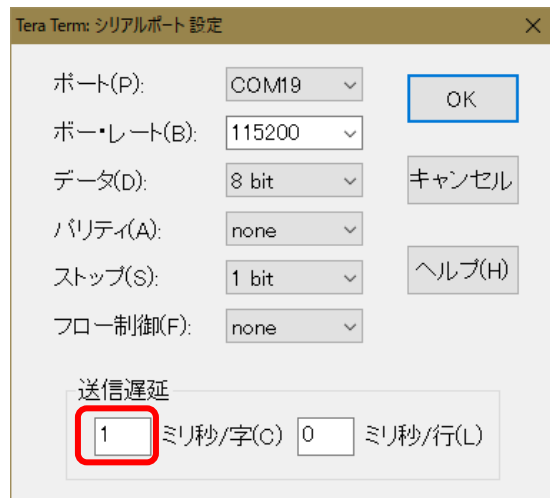 Tera Term: シリアルポート 設定
ポート(P): COM19 OK
ボー・レート(B): 115200
データ(D): 8 bit キャンセル
パリティ(A): none
ストップ(S): 1 bit ヘルプ(H)
フロー制御(F): none
送信遅延
1 ミリ秒/字(C) 0 ミリ秒/行(L)